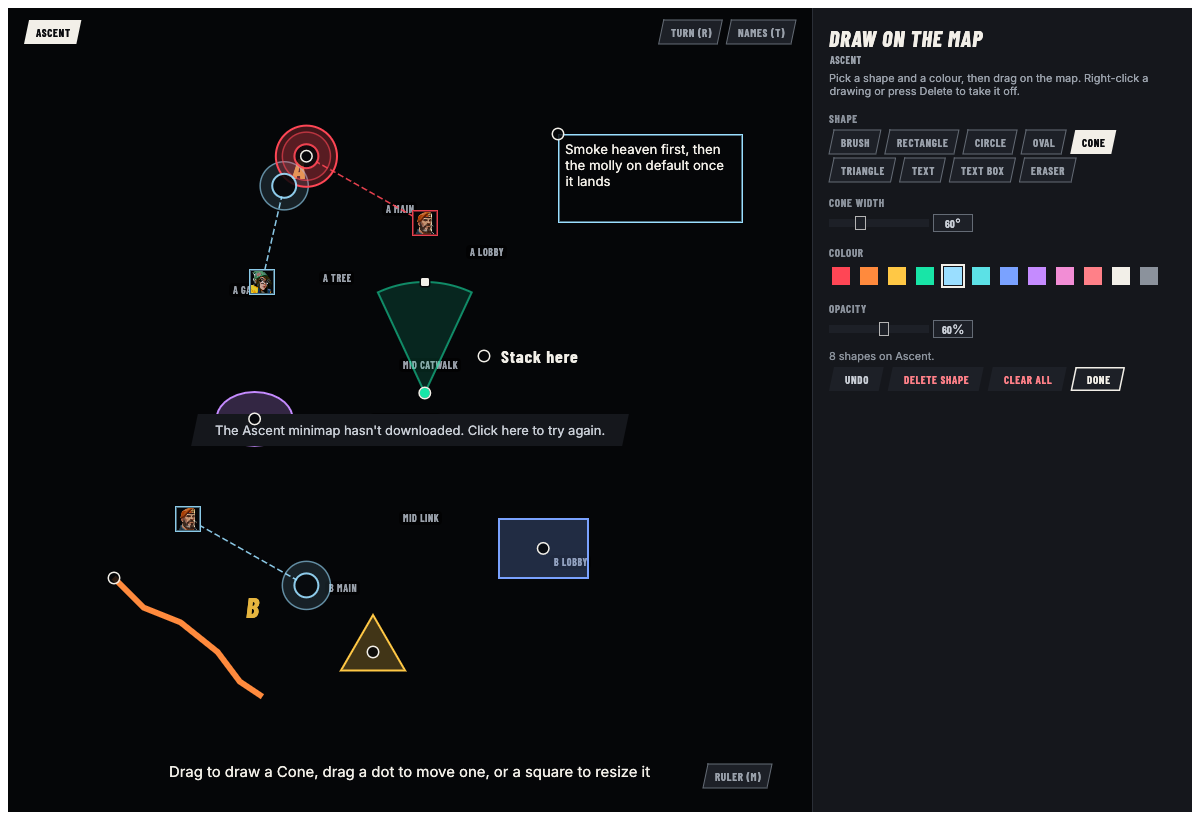 ASCENT
TURN (R)
NAMES (T)
A
A MAIN
A LOBBY
A TREE
A GA
MID CATWALK
Smoke heaven first, then
the molly on default once
it lands
Stack here
The Ascent minimap hasn't downloaded. Click here to try again.
MID LINK
B LOBBY
B MAIN
B
Drag to draw a Cone, drag a dot to move one, or a square to resize it
RULER (M)
DRAW ON THE MAP
ASCENT
Pick a shape and a colour, then drag on the map. Right-click a
drawing or press Delete to take it off.
SHAPE
BRUSH
RECTANGLE
CIRCLE
OVAL
CONE
TRIANGLE
TEXT
TEXT BOX
ERASER
CONE WIDTH
60°
COLOUR
OPACITY
60%
8 shapes on Ascent.
UNDO
DELETE SHAPE
CLEAR ALL
DONE